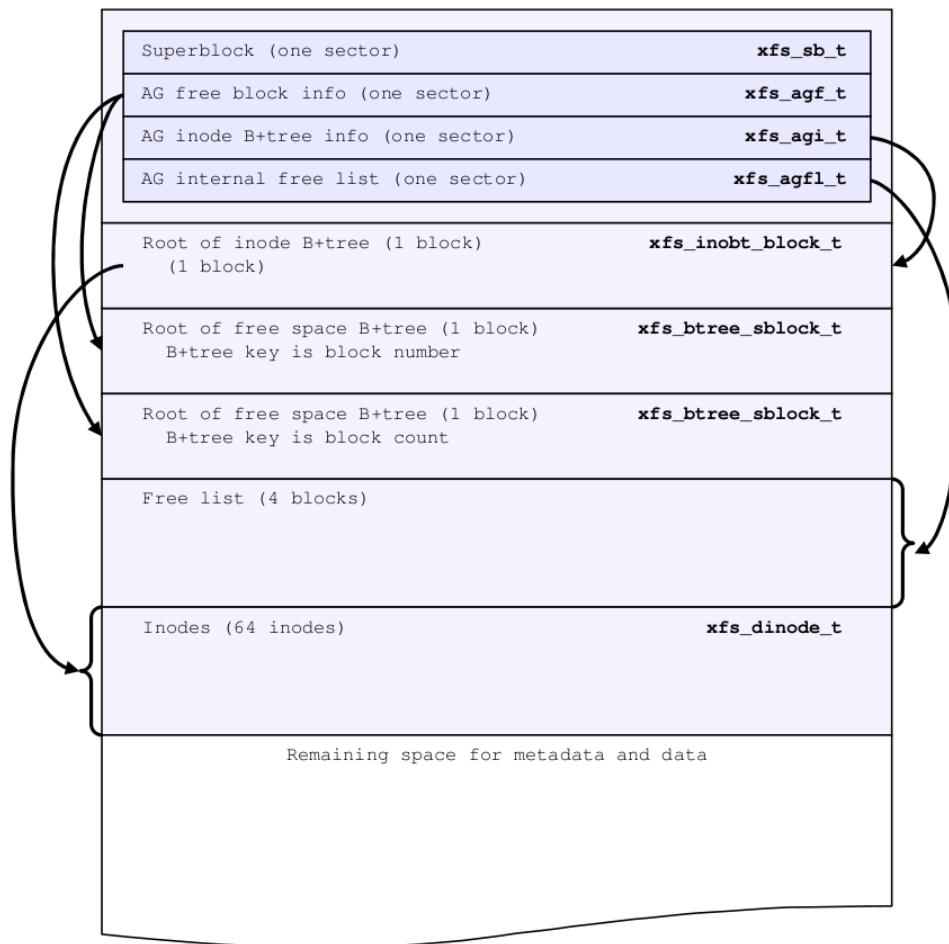 Superblock (one sector) xfs_sb_t
AG free block info (one sector) xfs_agf_t
AG inode B+tree info (one sector) xfs_agi_t
AG internal free list (one sector) xfs_agfl_t
Root of inode B+tree (1 block) xfs_inobt_block_t
(1 block)
Root of free space B+tree (1 block) xfs_btree_sblock_t
B+tree key is block number
Root of free space B+tree (1 block) xfs_btree_sblock_t
B+tree key is block count
Free list (4 blocks)
Inodes (64 inodes) xfs_dinode_t
Remaining space for metadata and data